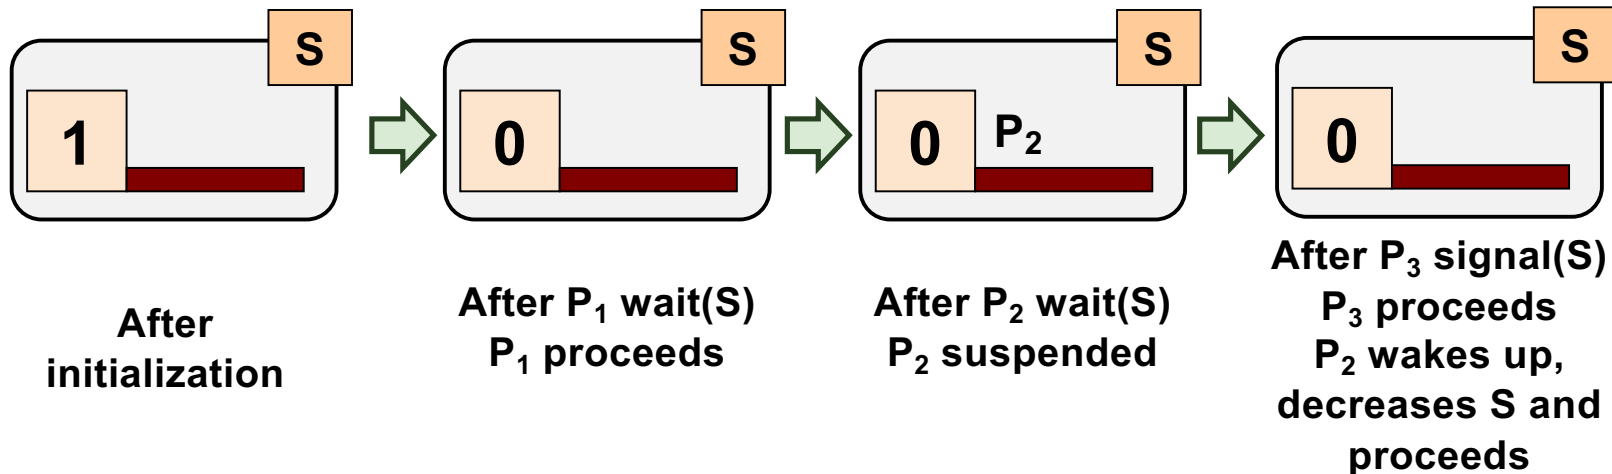 S
1
After
initialization
S
0
After P₁ wait(S)
P₁ proceeds
S
0 P₂
After P₂ wait(S)
P₂ suspended
S
0
After P₃ signal(S)
P₃ proceeds
P₂ wakes up,
decreases S and
proceeds